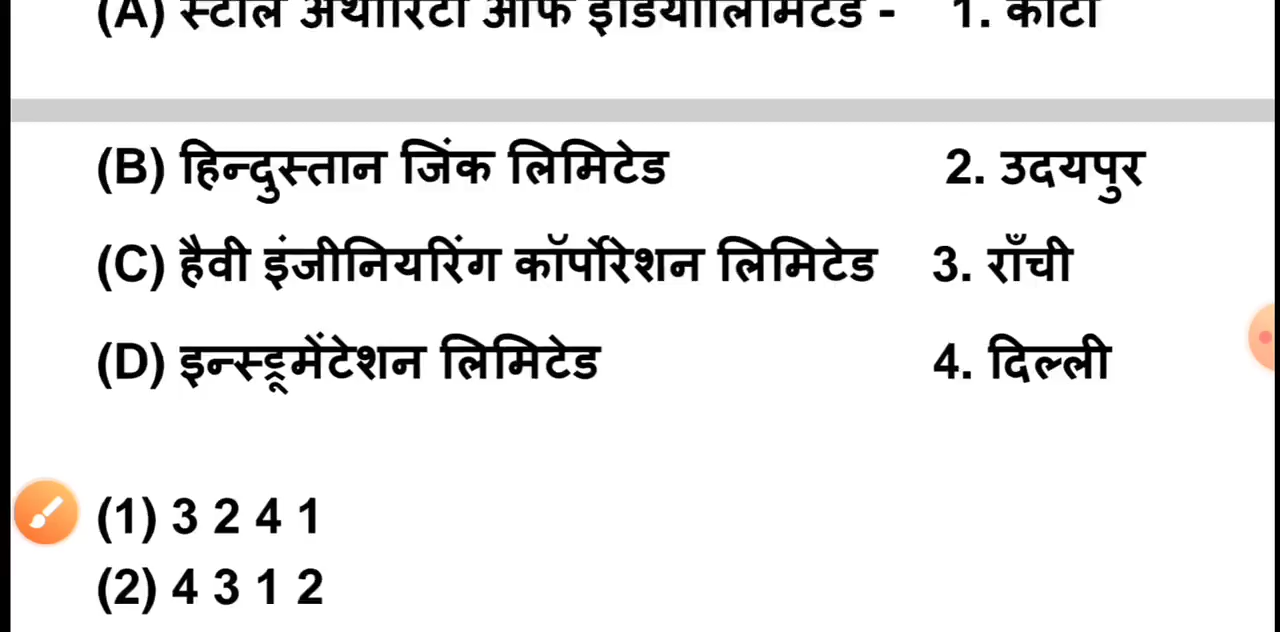 (A) स्टील अथॉरिटी ऑफ इंडियालिमिटेड - 1. कोटा
(B) हिन्दुस्तान जिंक लिमिटेड 2. उदयपुर
(C) हैवी इंजीनियरिंग कॉर्पोरेशन लिमिटेड 3. राँची
(D) इन्स्ड्रूमेंटेशन लिमिटेड 4. दिल्ली
(1) 3 2 4 1
(2) 4 3 1 2